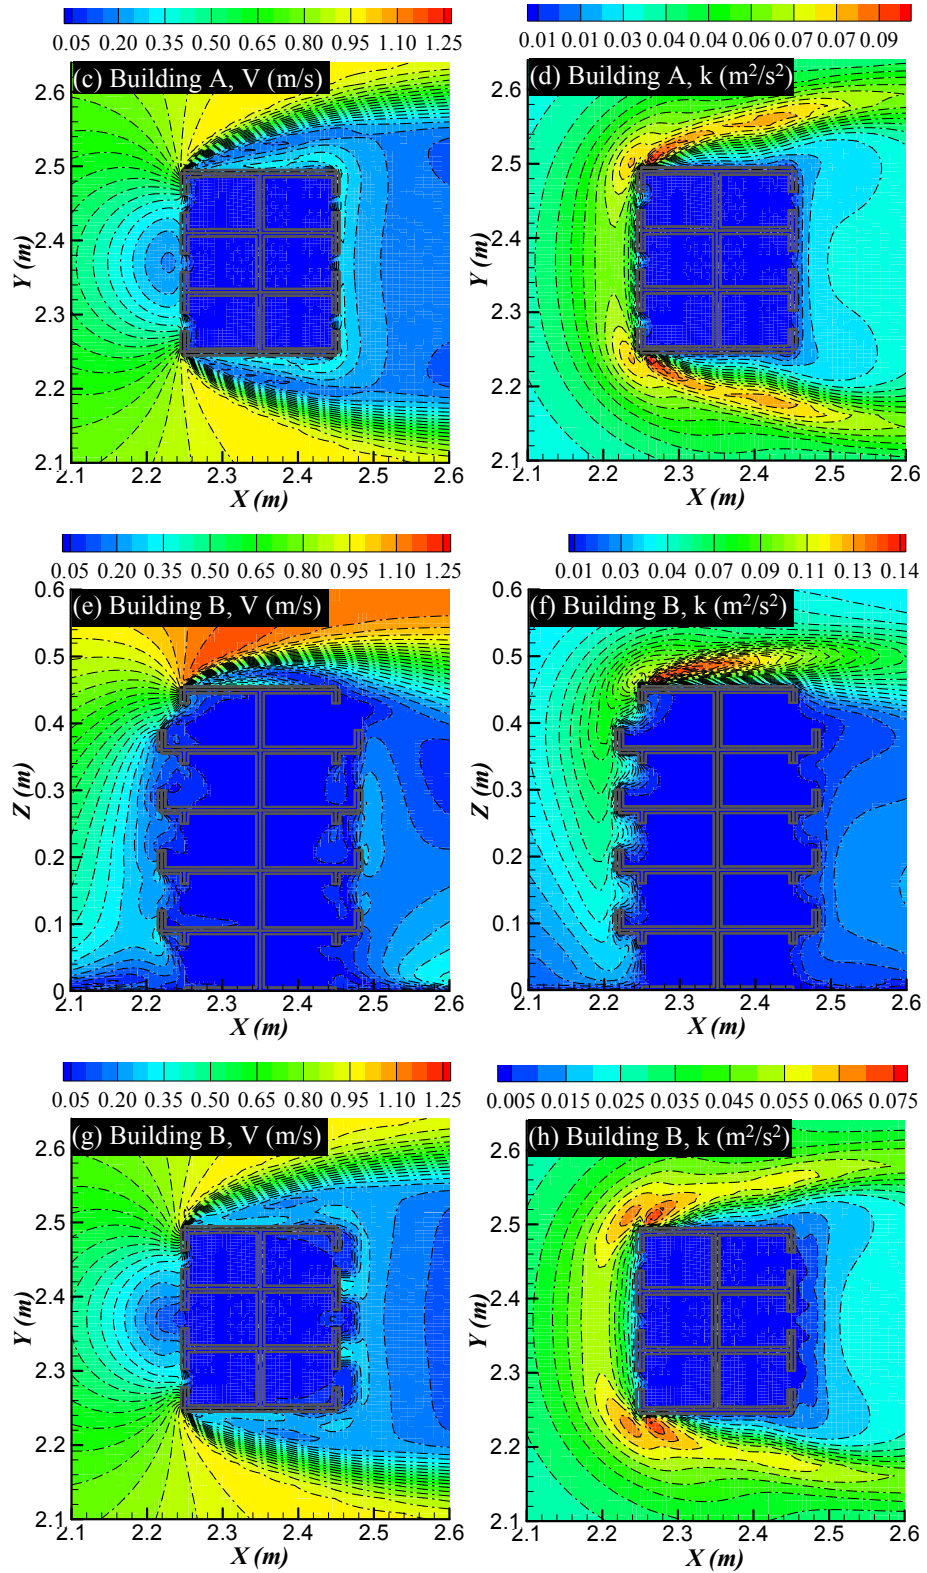 0.05 0.20 0.35 0.50 0.65 0.80 0.95 1.10 1.25
0.01 0.01 0.03 0.04 0.04 0.06 0.07 0.07 0.09
(c) Building A, V (m/s)
2.6
2.5
2.4
2.3
2.2
2.1
Y (m)
2.1 2.2 2.3 2.4 2.5 2.6
X (m)
(d) Building A, k (m²/s²)
2.6
2.5
2.4
2.3
2.2
2.1
Y (m)
2.1 2.2 2.3 2.4 2.5 2.6
X (m)
0.05 0.20 0.35 0.50 0.65 0.80 0.95 1.10 1.25
0.01 0.03 0.04 0.07 0.09 0.11 0.13 0.14
(e) Building B, V (m/s)
0.6
0.5
0.4
0.3
0.2
0.1
0
Z (m)
2.1 2.2 2.3 2.4 2.5 2.6
X (m)
(f) Building B, k (m²/s²)
0.6
0.5
0.4
0.3
0.2
0.1
0
Z (m)
2.1 2.2 2.3 2.4 2.5 2.6
X (m)
0.05 0.20 0.35 0.50 0.65 0.80 0.95 1.10 1.25
0.005 0.015 0.025 0.035 0.045 0.055 0.065 0.075
(g) Building B, V (m/s)
2.6
2.5
2.4
2.3
2.2
2.1
Y (m)
2.1 2.2 2.3 2.4 2.5 2.6
X (m)
(h) Building B, k (m²/s²)
2.6
2.5
2.4
2.3
2.2
2.1
Y (m)
2.1 2.2 2.3 2.4 2.5 2.6
X (m)